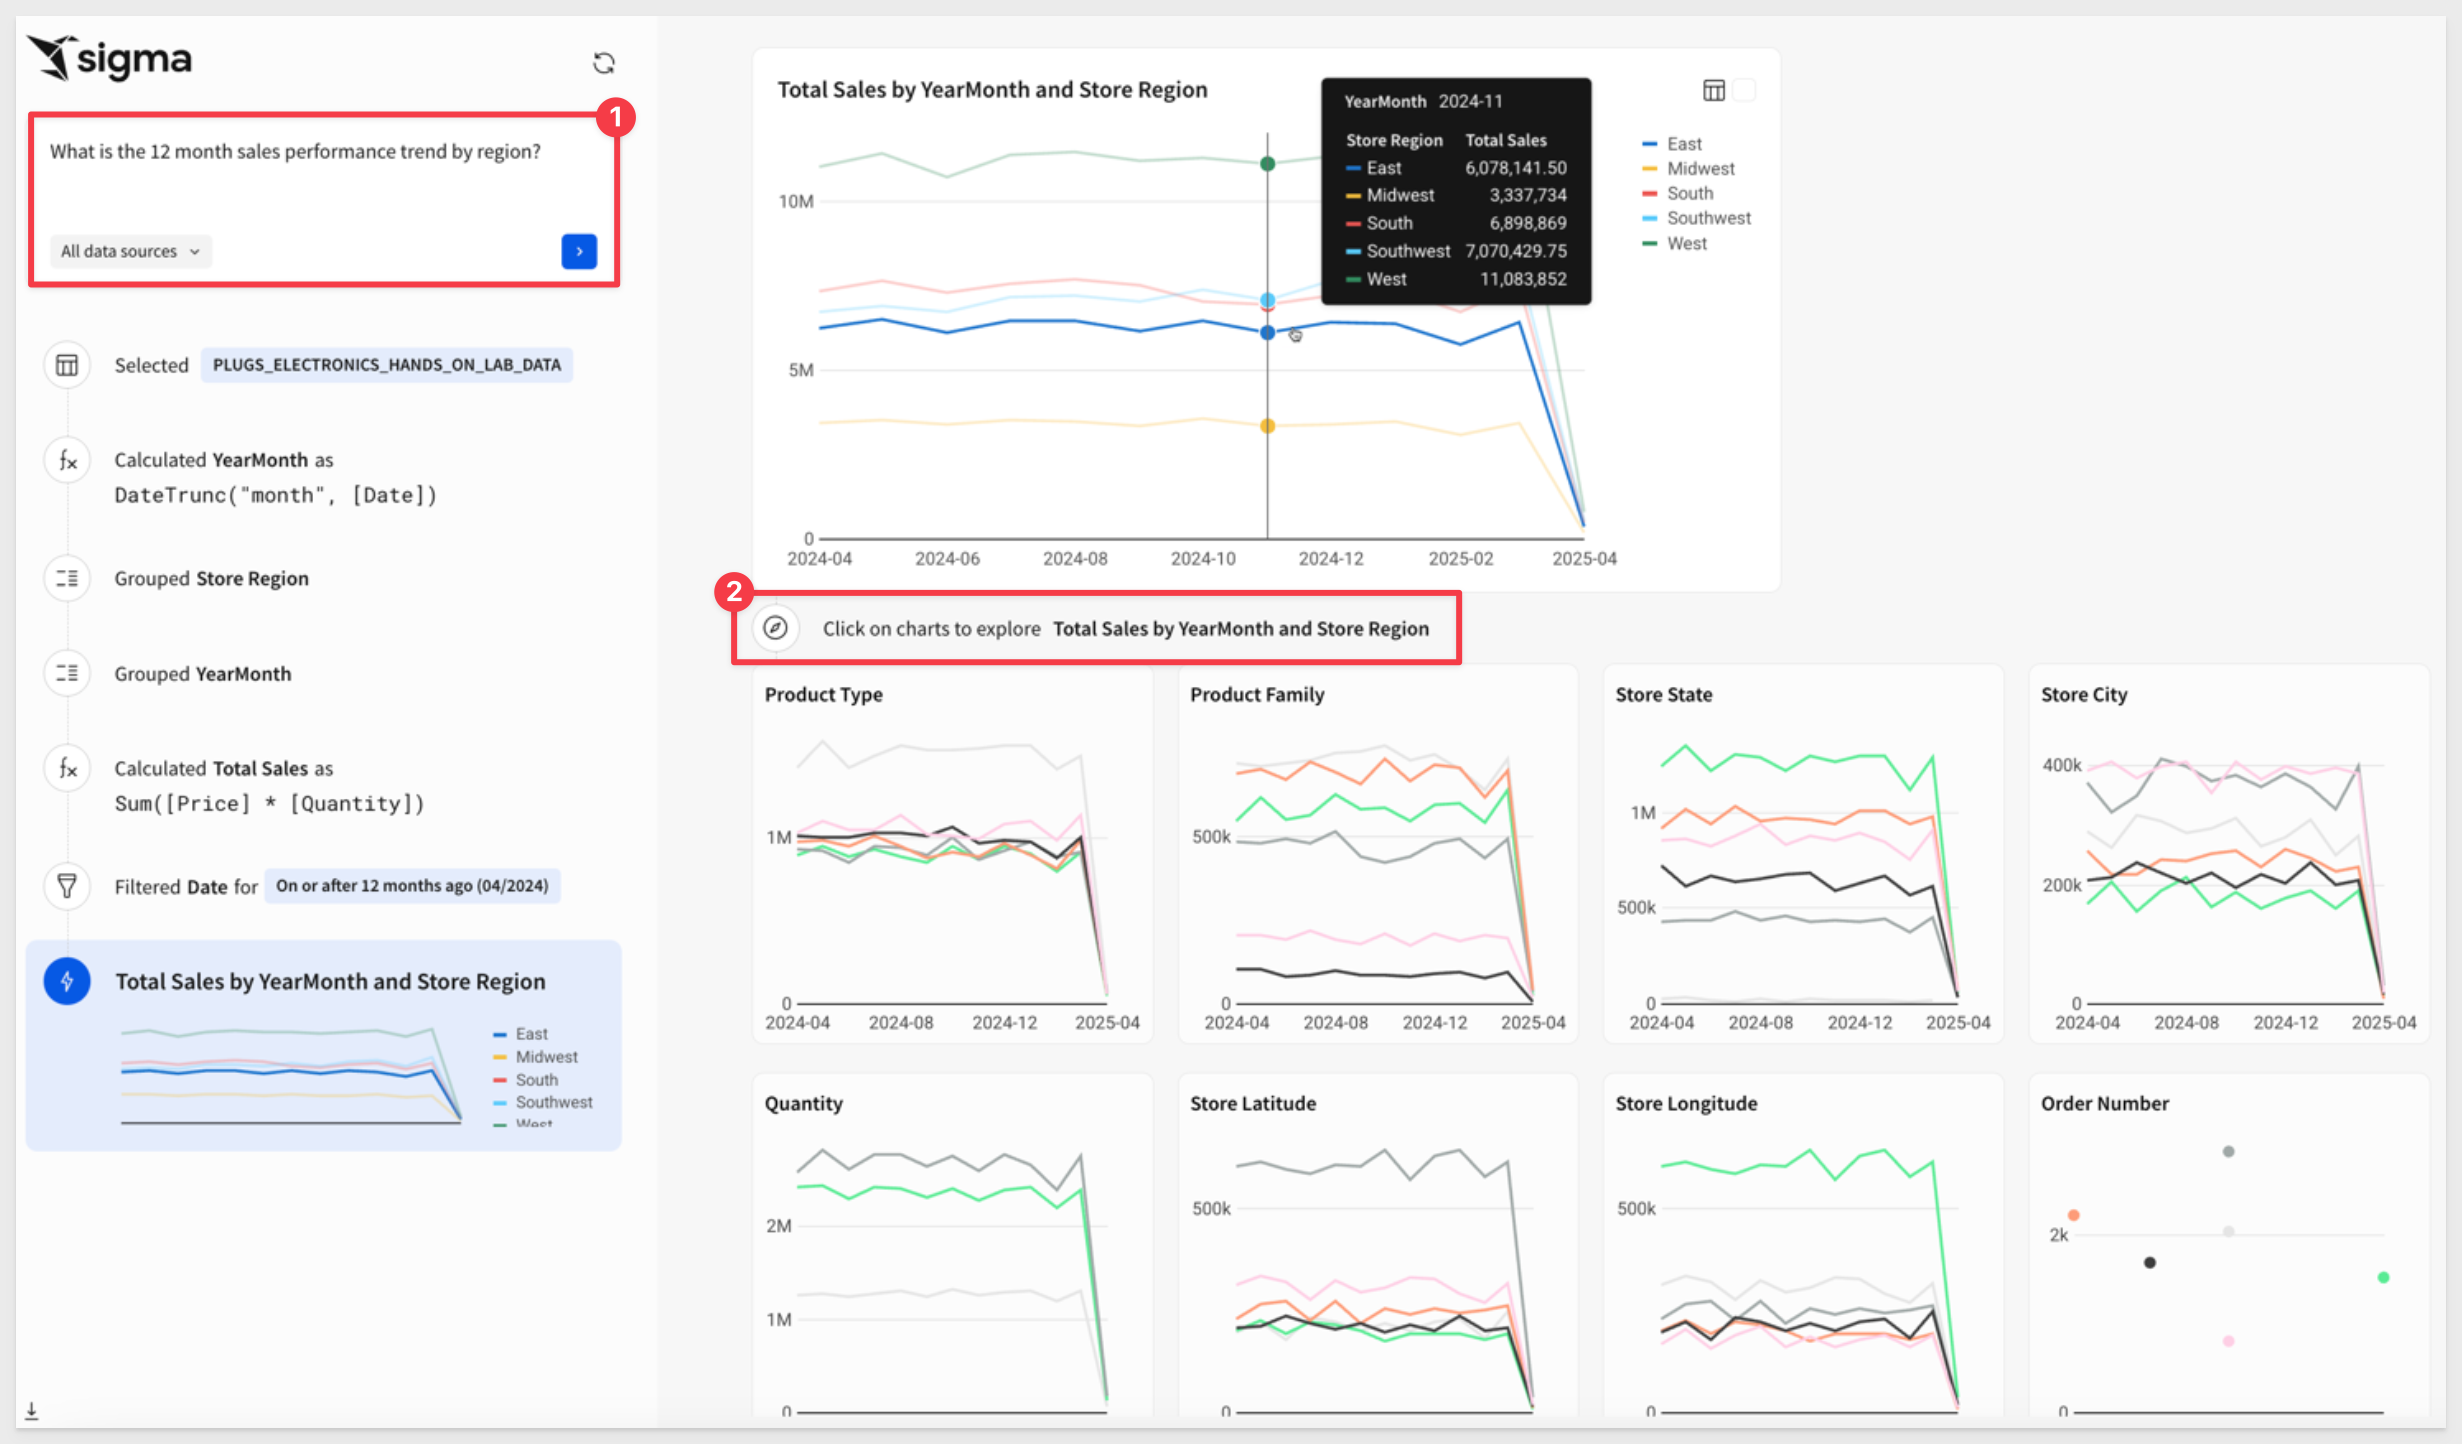 sigma
1
What is the 12 month sales performance trend by region?
All data sources
Selected PLUGS_ELECTRONICS_HANDS_ON_LAB_DATA
Calculated YearMonth as
DateTrunc("month", [Date])
Grouped Store Region
Grouped YearMonth
Calculated Total Sales as
Sum([Price] * [Quantity])
Filtered Date for On or after 12 months ago (04/2024)
Total Sales by YearMonth and Store Region
East
Midwest
South
Southwest
West
Total Sales by YearMonth and Store Region
YearMonth 2024-11
Store Region Total Sales
East 6,078,141.50
Midwest 3,337,734
South 6,898,869
Southwest 7,070,429.75
West 11,083,852
East
Midwest
South
Southwest
West
10M
5M
0
2024-04 2024-06 2024-08 2024-10 2024-12 2025-02 2025-04
2
Click on charts to explore Total Sales by YearMonth and Store Region
Product Type
1M
0
2024-04 2024-08 2024-12 2025-04
Product Family
500k
0
2024-04 2024-08 2024-12 2025-04
Store State
1M
500k
0
2024-04 2024-08 2024-12 2025-04
Store City
400k
200k
0
2024-04 2024-08 2024-12 2025-04
Quantity
2M
1M
0
Store Latitude
500k
0
Store Longitude
500k
0
Order Number
2k
0